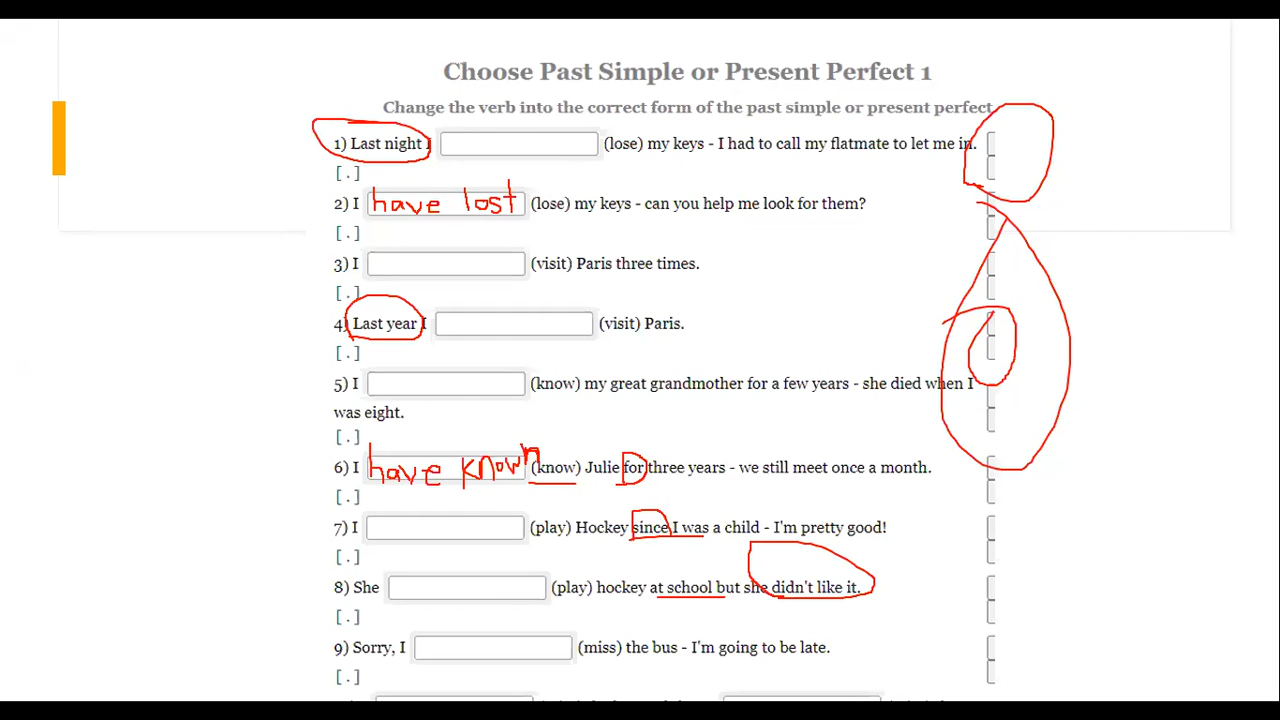 Choose Past Simple or Present Perfect 1
Change the verb into the correct form of the past simple or present perfect
1) Last night I (lose) my keys - I had to call my flatmate to let me in.
[ . ]
2) I have lost (lose) my keys - can you help me look for them?
[ . ]
3) I (visit) Paris three times.
[ . ]
4) Last year I (visit) Paris.
[ . ]
5) I (know) my great grandmother for a few years - she died when I
was eight.
[ . ]
6) I have known (know) Julie for three years - we still meet once a month.
[ . ]
7) I (play) Hockey since I was a child - I'm pretty good!
[ . ]
8) She (play) hockey at school but she didn't like it.
[ . ]
9) Sorry, I (miss) the bus - I'm going to be late.
[ . ]